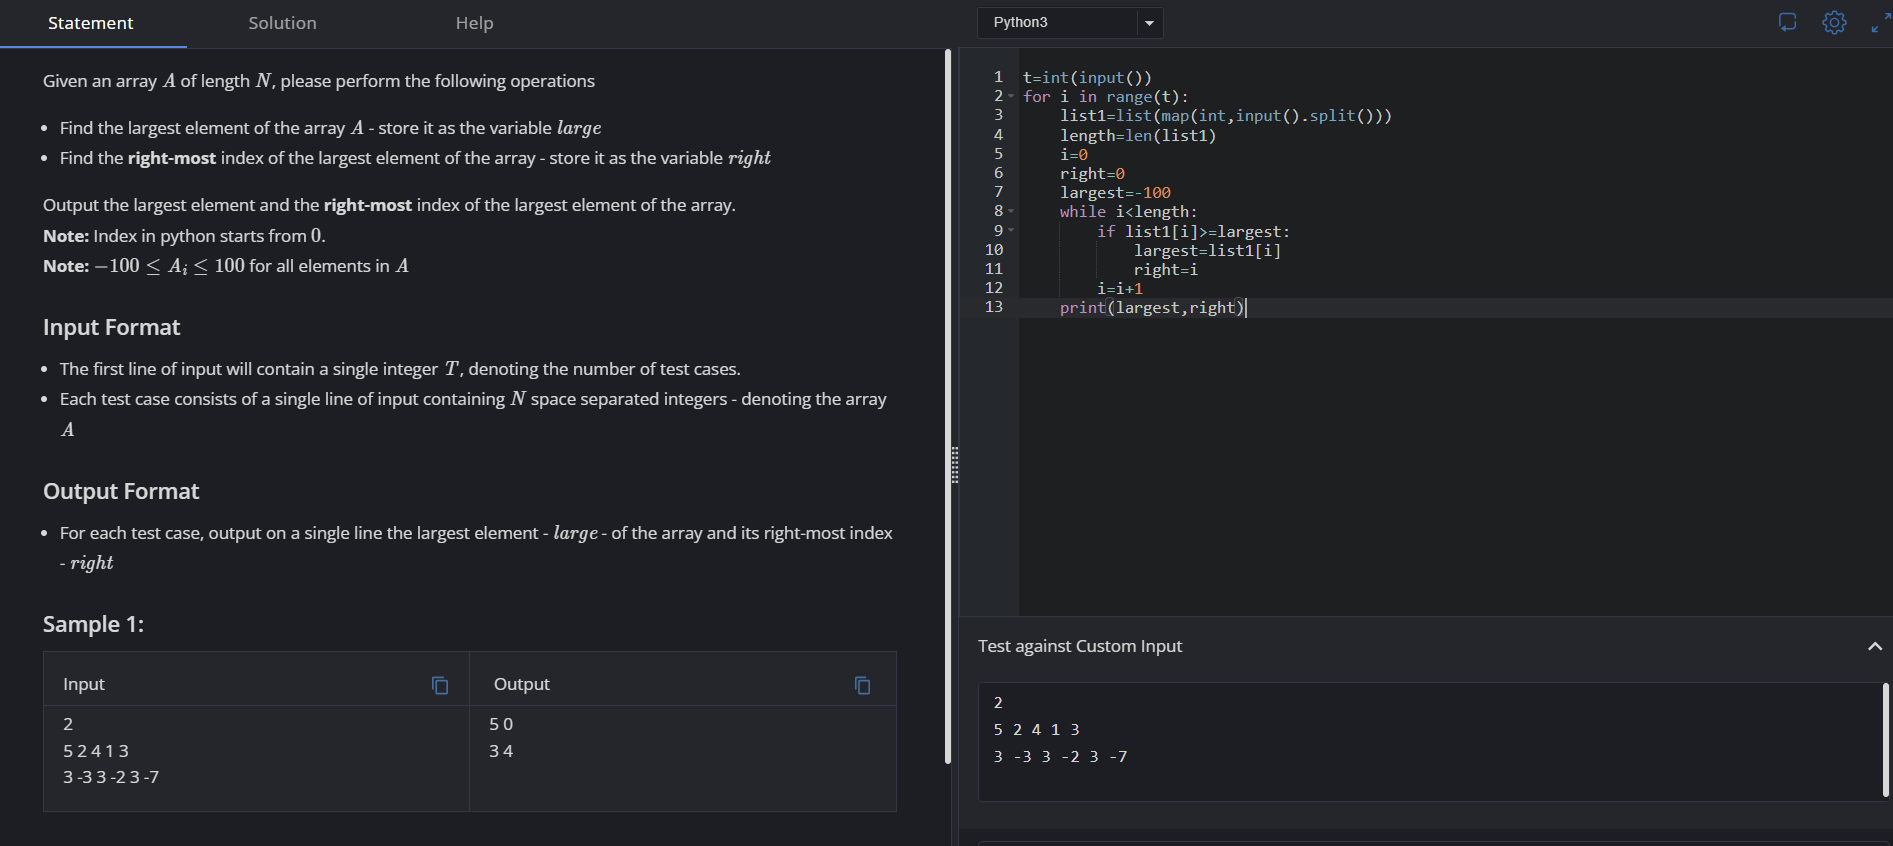 Statement
Solution
Help
Given an array A of length N, please perform the following operations
• Find the largest element of the array A - store it as the variable large
• Find the right-most index of the largest element of the array - store it as the variable right
Output the largest element and the right-most index of the largest element of the array.
Note: Index in python starts from 0.
Note: −100 ≤ Aᵢ ≤ 100 for all elements in A
Input Format
• The first line of input will contain a single integer T, denoting the number of test cases.
• Each test case consists of a single line of input containing N space separated integers - denoting the array
A
Output Format
• For each test case, output on a single line the largest element - large - of the array and its right-most index
- right
Sample 1:
Input
2
5 2 4 1 3
3 -3 3 -2 3 -7
Output
5 0
3 4
Python3
1 t=int(input())
2 for i in range(t):
3     list1=list(map(int,input().split()))
4     length=len(list1)
5     i=0
6     right=0
7     largest=-100
8     while i<length:
9         if list1[i]>=largest:
10             largest=list1[i]
11             right=i
12         i=i+1
13     print(largest,right)
Test against Custom Input
2
5 2 4 1 3
3 -3 3 -2 3 -7